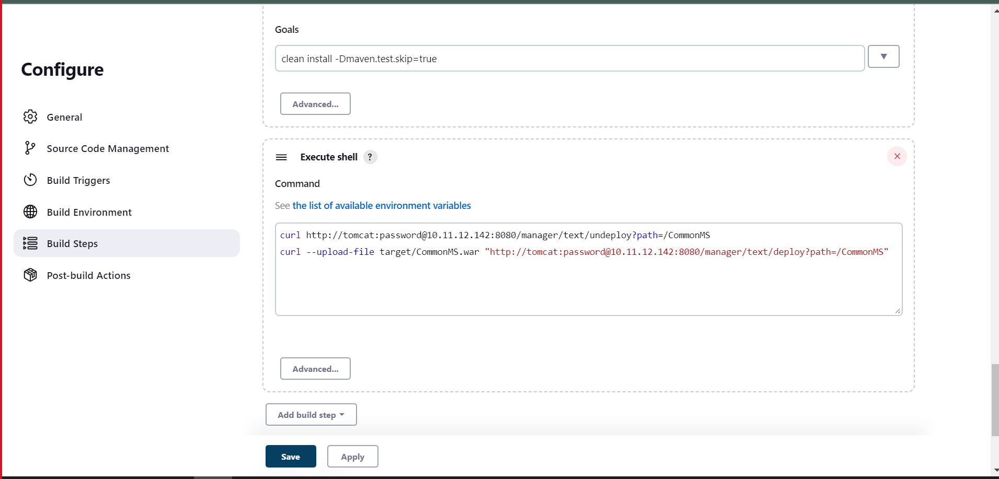 Goals
clean install -Dmaven.test.skip=true
Advanced...
Configure
General
Source Code Management
Build Triggers
Build Environment
Build Steps
Post-build Actions
Execute shell ?
Command
See the list of available environment variables
curl http://tomcat:password@10.11.12.142:8080/manager/text/undeploy?path=/CommonMS
curl --upload-file target/CommonMS.war "http://tomcat:password@10.11.12.142:8080/manager/text/deploy?path=/CommonMS"
Advanced...
Add build step
Save
Apply